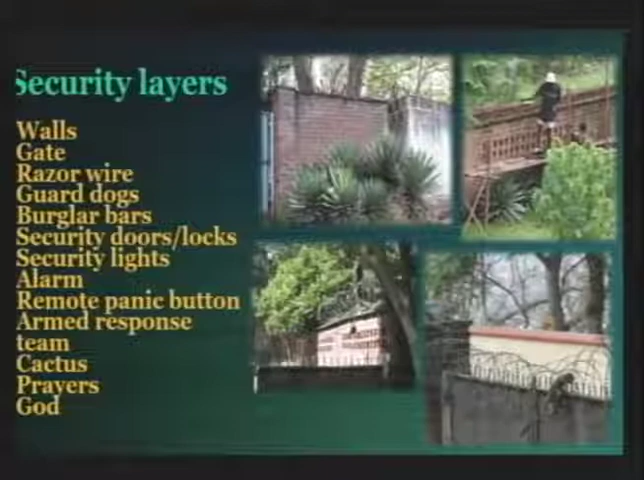 Security layers
Walls
Gate
Razor wire
Guard dogs
Burglar bars
Security doors/locks
Security lights
Alarm
Remote panic button
Armed response
team
Cactus
Prayers
God